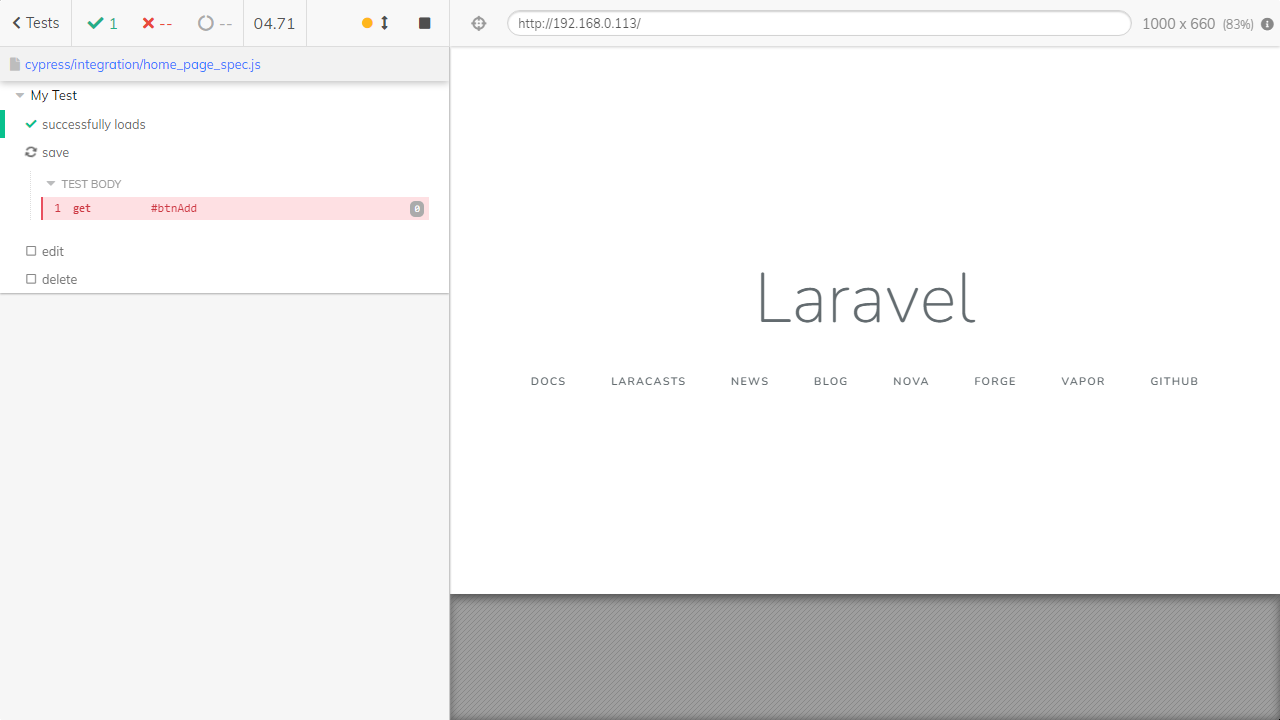 Tests 1 -- -- 04.71
http://192.168.0.113/ 1000 x 660 (83%)
cypress/integration/home_page_spec.js
My Test
successfully loads
save
TEST BODY
1 get #btnAdd 0
edit
delete
Laravel
DOCS LARACASTS NEWS BLOG NOVA FORGE VAPOR GITHUB